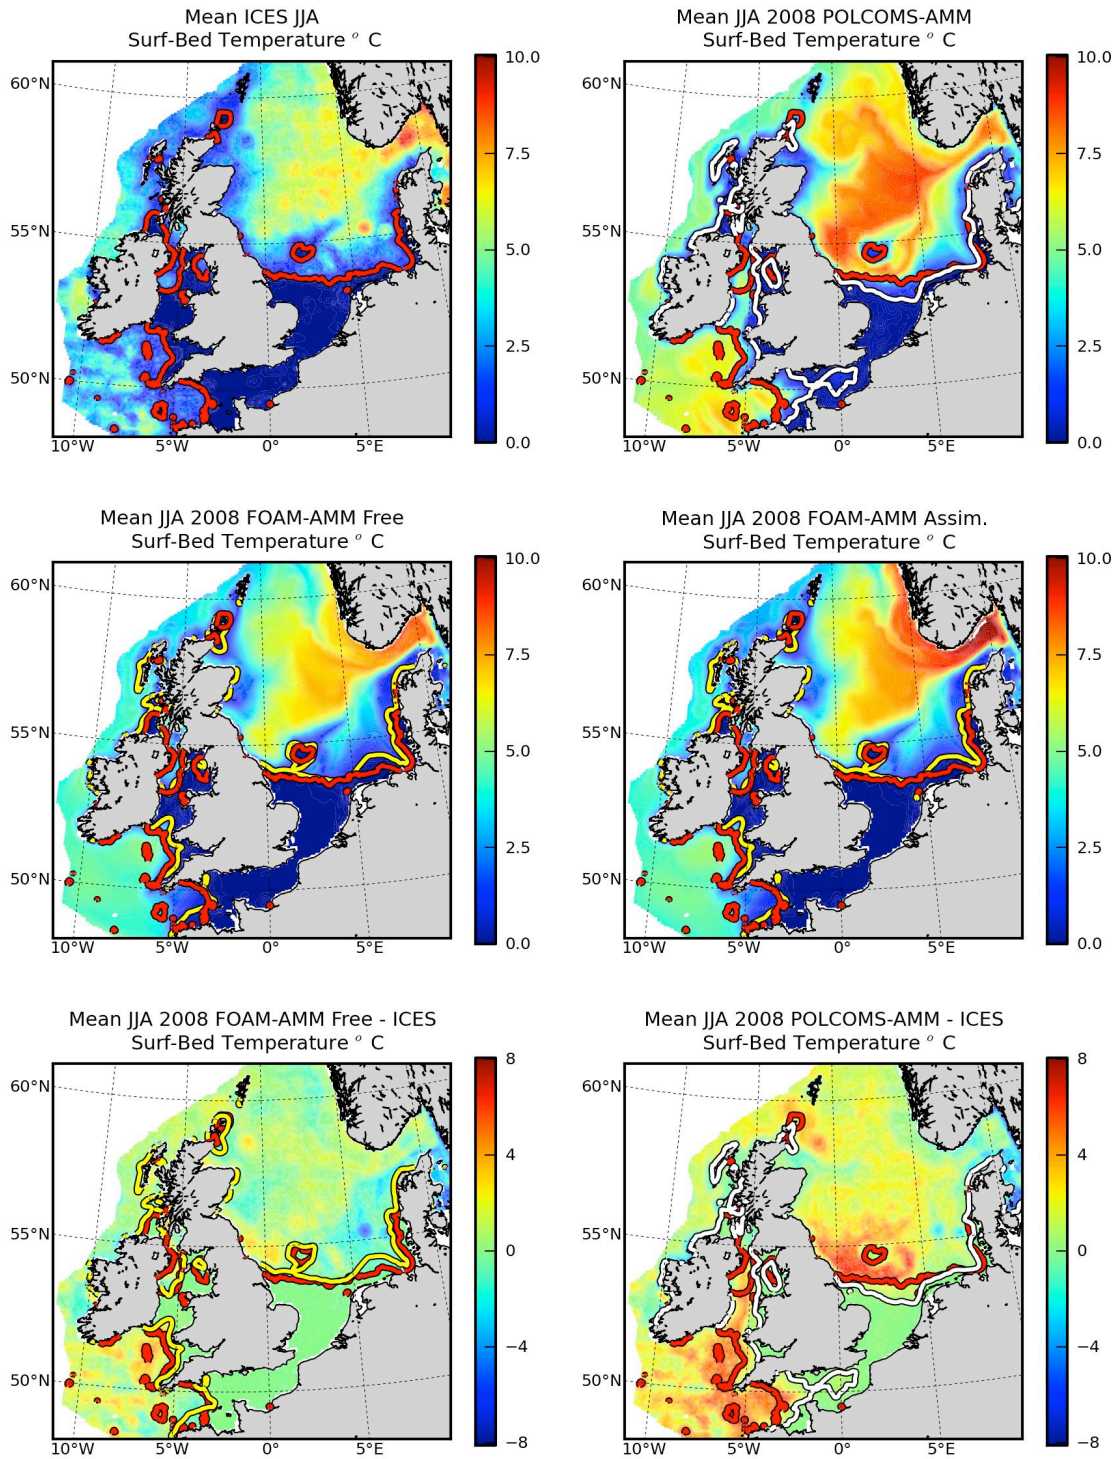 Mean ICES JJA
Surf-Bed Temperature ° C
60°N
55°N
50°N
10°W 5°W 0° 5°E
10.0
7.5
5.0
2.5
0.0
Mean JJA 2008 POLCOMS-AMM
Surf-Bed Temperature ° C
60°N
55°N
50°N
10°W 5°W 0° 5°E
10.0
7.5
5.0
2.5
0.0
Mean JJA 2008 FOAM-AMM Free
Surf-Bed Temperature ° C
60°N
55°N
50°N
10°W 5°W 0° 5°E
10.0
7.5
5.0
2.5
0.0
Mean JJA 2008 FOAM-AMM Assim.
Surf-Bed Temperature ° C
60°N
55°N
50°N
10°W 5°W 0° 5°E
10.0
7.5
5.0
2.5
0.0
Mean JJA 2008 FOAM-AMM Free - ICES
Surf-Bed Temperature ° C
60°N
55°N
50°N
10°W 5°W 0° 5°E
8
4
0
−4
−8
Mean JJA 2008 POLCOMS-AMM - ICES
Surf-Bed Temperature ° C
60°N
55°N
50°N
10°W 5°W 0° 5°E
8
4
0
−4
−8